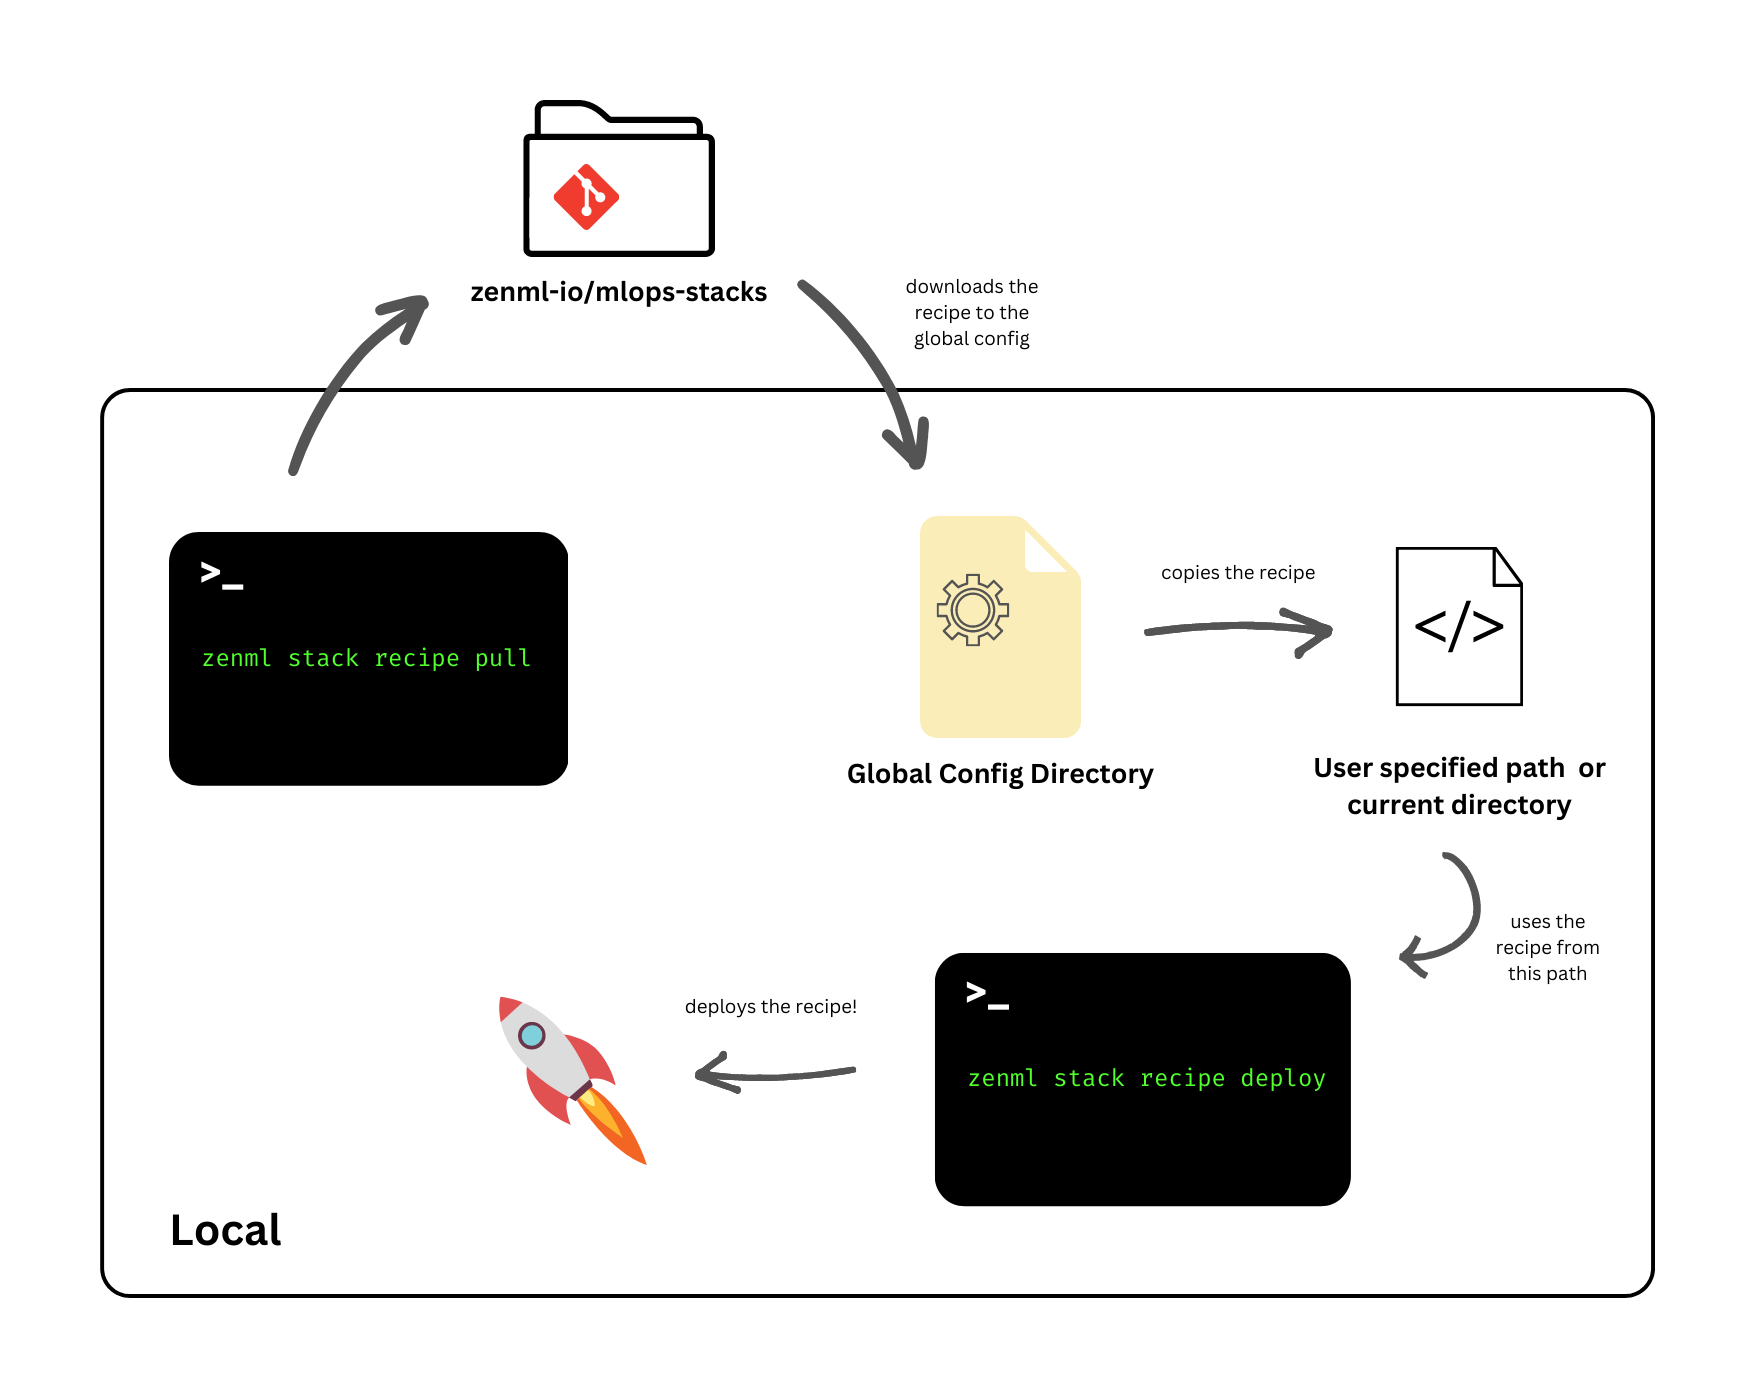 zenml-io/mlops-stacks
downloads the
recipe to the
global config
>_
zenml stack recipe pull
copies the recipe
</>
Global Config Directory
User specified path or
current directory
uses the
recipe from
this path
>_
zenml stack recipe deploy
deploys the recipe!
Local